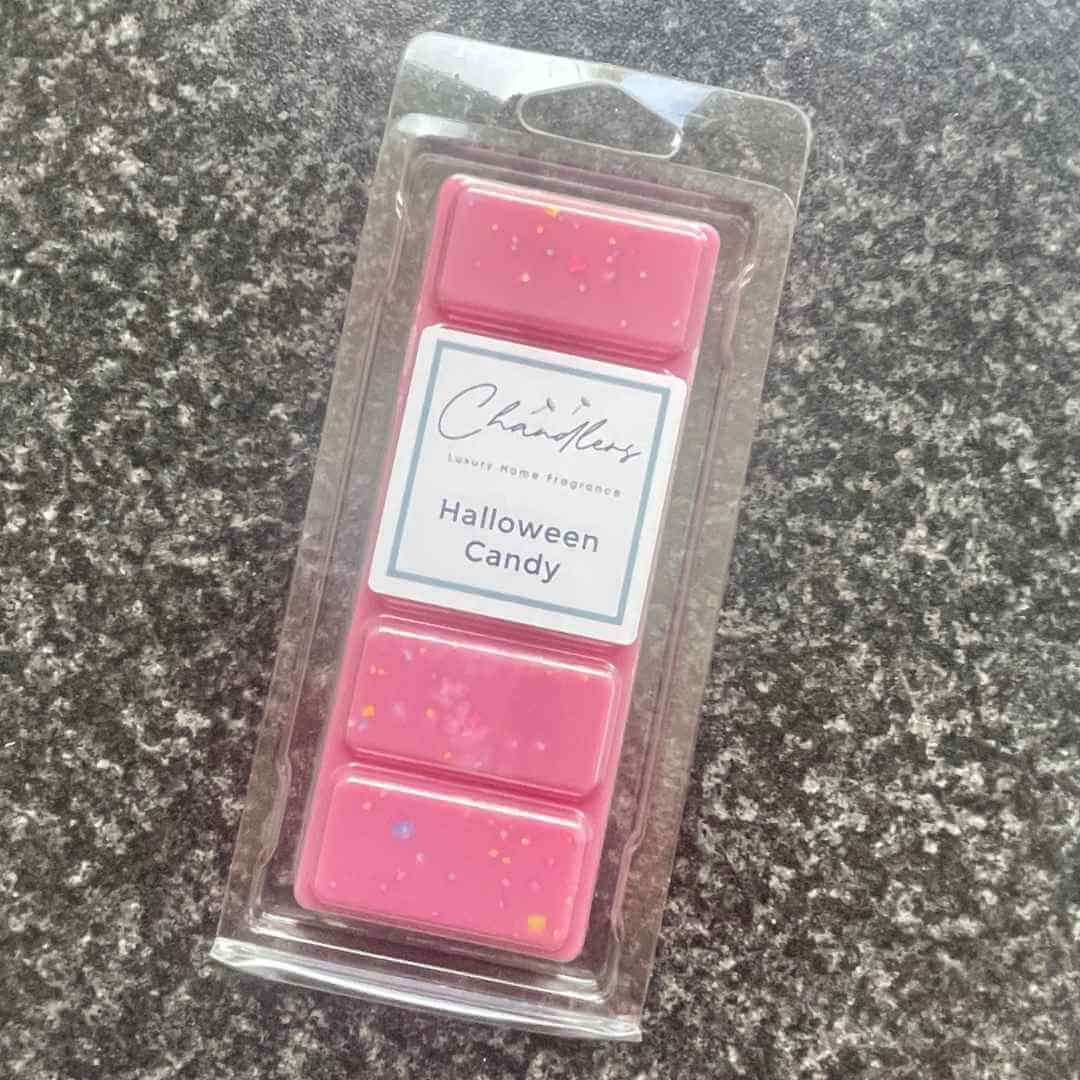 Chandlers
Luxury Home Fragrance
Halloween
Candy